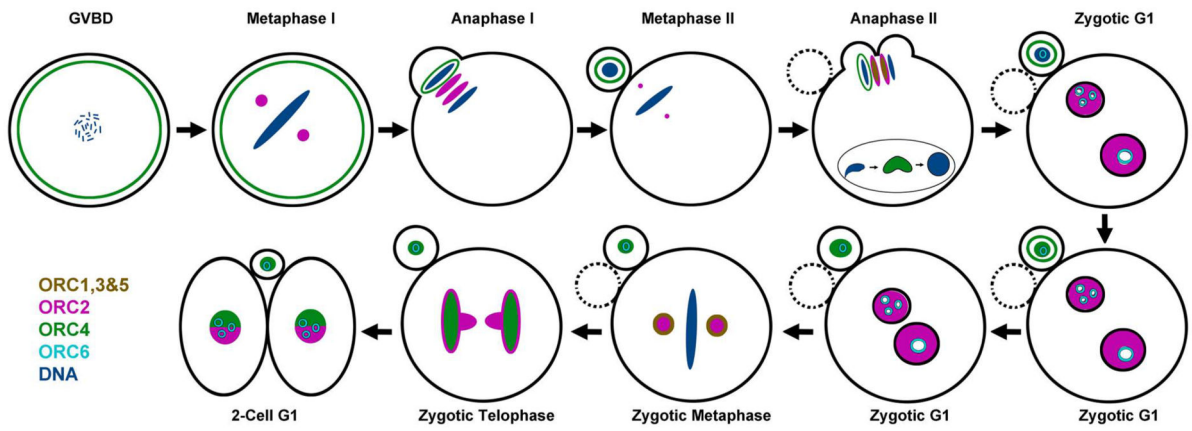 GVBD
Metaphase I
Anaphase I
Metaphase II
Anaphase II
Zygotic G1
ORC1,3&5
ORC2
ORC4
ORC6
DNA
2-Cell G1
Zygotic Telophase
Zygotic Metaphase
Zygotic G1
Zygotic G1